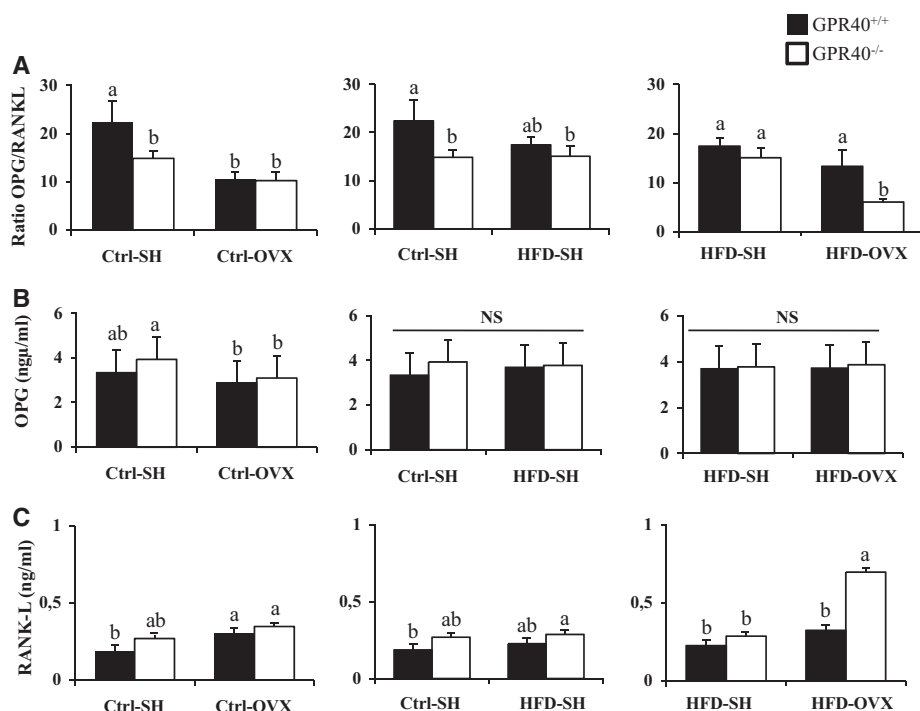 GPR40+/+
GPR40-/-
A
Ratio OPG/RANKL
30
20
10
0
a
b
b
b
Ctrl-SH
Ctrl-OVX
30
20
10
0
a
b
ab
b
Ctrl-SH
HFD-SH
30
20
10
0
a
a
a
b
HFD-SH
HFD-OVX
B
OPG (ngµ/ml)
6
4
2
0
ab
a
b
b
Ctrl-SH
Ctrl-OVX
6
4
2
0
NS
Ctrl-SH
HFD-SH
6
4
2
0
NS
HFD-SH
HFD-OVX
C
RANK-L (ng/ml)
1
0,5
0
b
ab
a
a
Ctrl-SH
Ctrl-OVX
1
0,5
0
b
ab
ab
a
Ctrl-SH
HFD-SH
1
0,5
0
b
b
b
a
HFD-SH
HFD-OVX